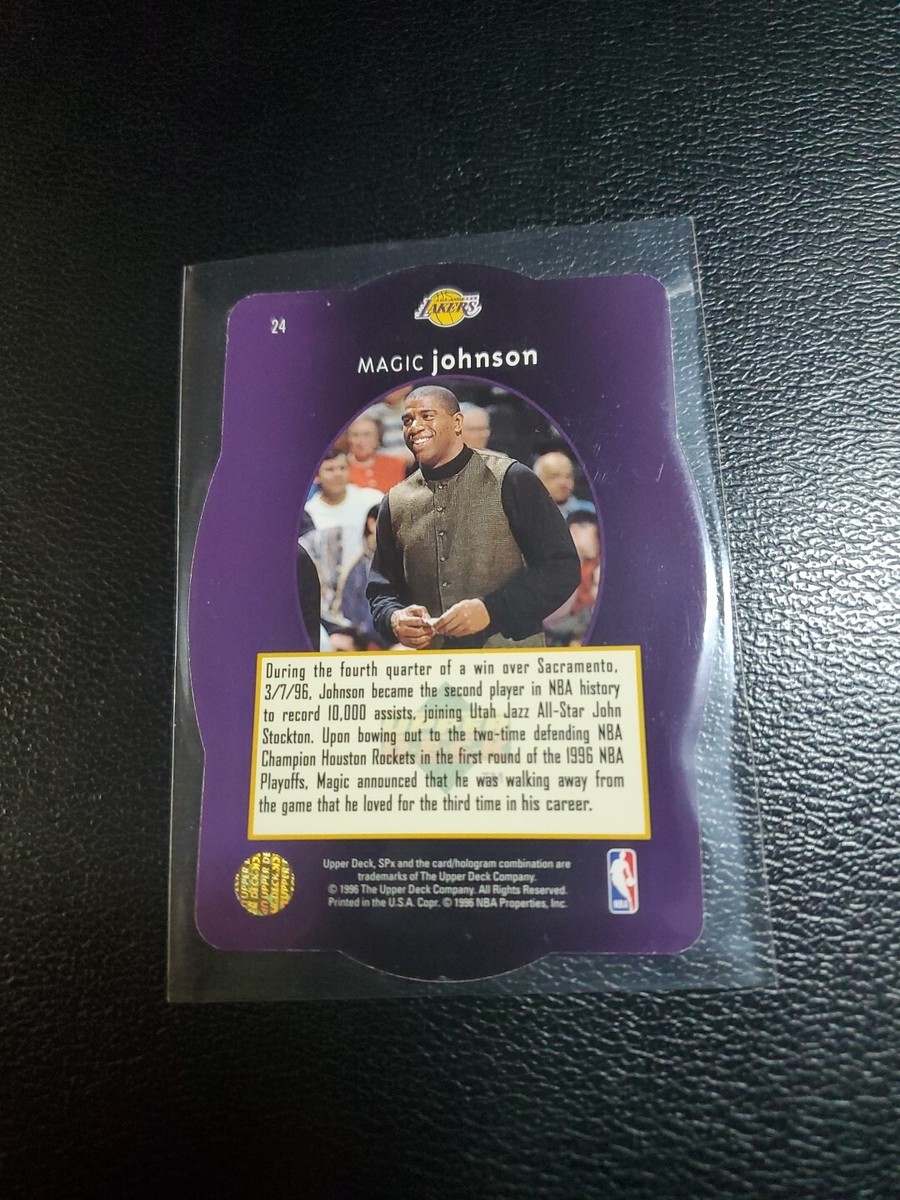 LOS ANGELES
LAKERS
24
MAGIC johnson
During the fourth quarter of a win over Sacramento,
3/7/96, Johnson became the second player in NBA history
to record 10,000 assists, joining Utah Jazz All-Star John
Stockton. Upon bowing out to the two-time defending NBA
Champion Houston Rockets in the first round of the 1996 NBA
Playoffs, Magic announced that he was walking away from
the game that he loved for the third time in his career.
TM
Upper Deck, SPx and the card/hologram combination are
trademarks of The Upper Deck Company.
© 1996 The Upper Deck Company. All Rights Reserved.
Printed in the U.S.A. Copr. © 1996 NBA Properties, Inc.
NBA